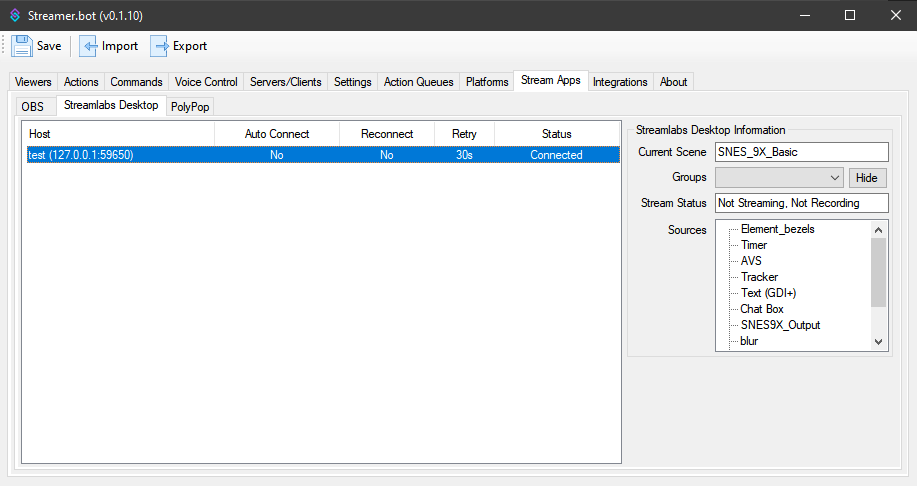 Streamer.bot (v0.1.10)
Save Import Export
Viewers Actions Commands Voice Control Servers/Clients Settings Action Queues Platforms Stream Apps Integrations About
OBS Streamlabs Desktop PolyPop
Host Auto Connect Reconnect Retry Status
test (127.0.0.1:59650) No No 30s Connected
Streamlabs Desktop Information
Current Scene SNES_9X_Basic
Groups Hide
Stream Status Not Streaming, Not Recording
Sources Element_bezels
Timer
AVS
Tracker
Text (GDI+)
Chat Box
SNES9X_Output
blur